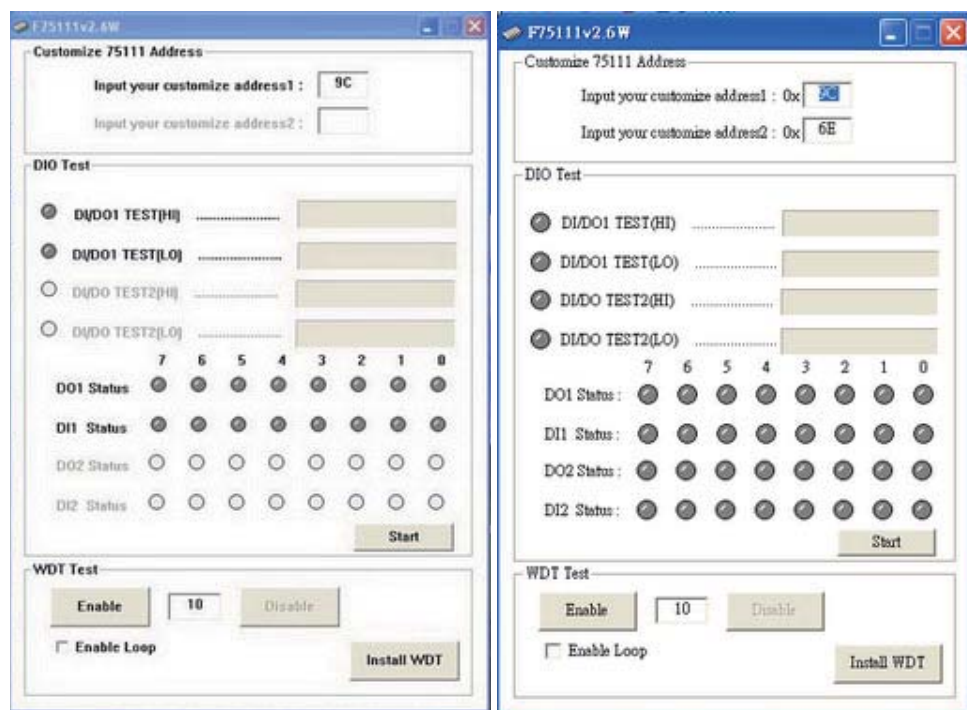 F75111v2.6W
Customize 75111 Address
Input your customize address1 : 9C
Input your customize address2 :
DIO Test
DI/DO1 TEST(HI) ......................
DI/DO1 TEST(LO) ......................
DI/DO TEST2(HI) ......................
DI/DO TEST2(LO) ......................
7 6 5 4 3 2 1 0
DO1 Status
DI1 Status
DO2 Status
DI2 Status
Start
WDT Test
Enable 10 Disable
Enable Loop
Install WDT
F75111v2.6W
Customize 75111 Address
Input your customize address1 : 0x 9C
Input your customize address2 : 0x 6E
DIO Test
DI/DO1 TEST(HI) ......................
DI/DO1 TEST(LO) ......................
DI/DO TEST2(HI) ......................
DI/DO TEST2(LO) ......................
7 6 5 4 3 2 1 0
DO1 Status :
DI1 Status :
DO2 Status :
DI2 Status :
Start
WDT Test
Enable 10 Disable
Enable Loop
Install WDT